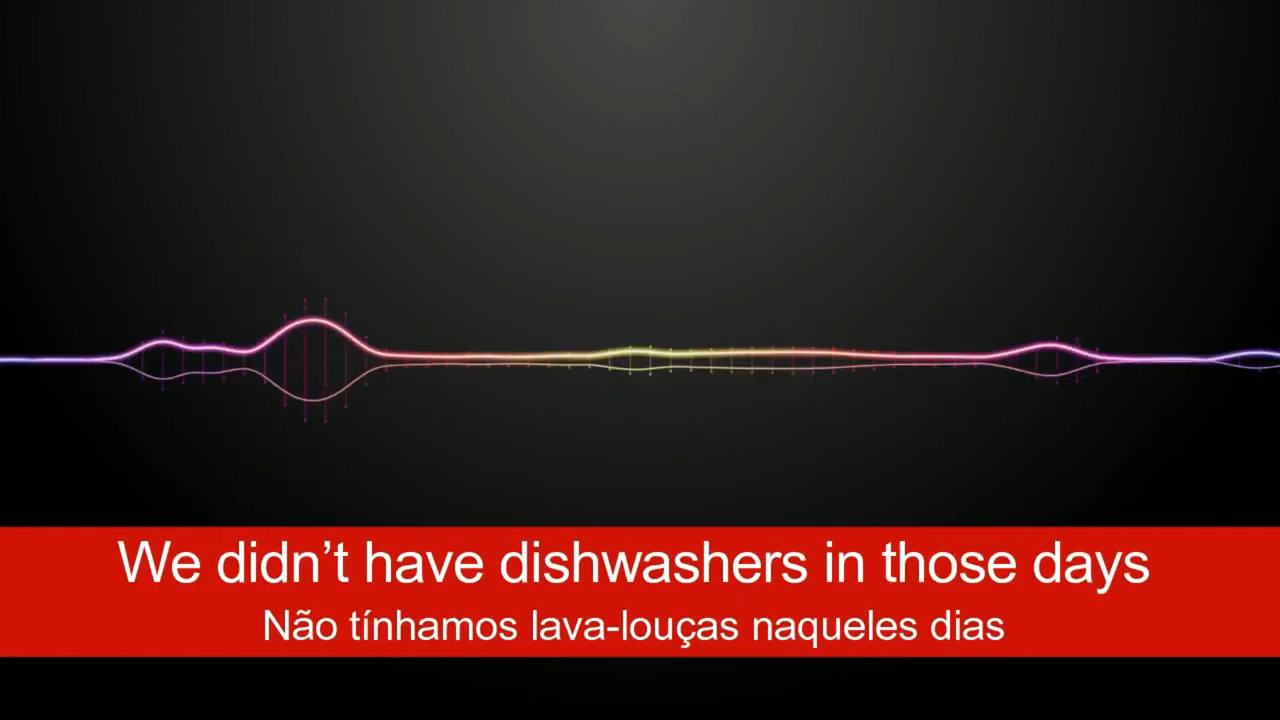 We didn’t have dishwashers in those days
Não tínhamos lava-louças naqueles dias